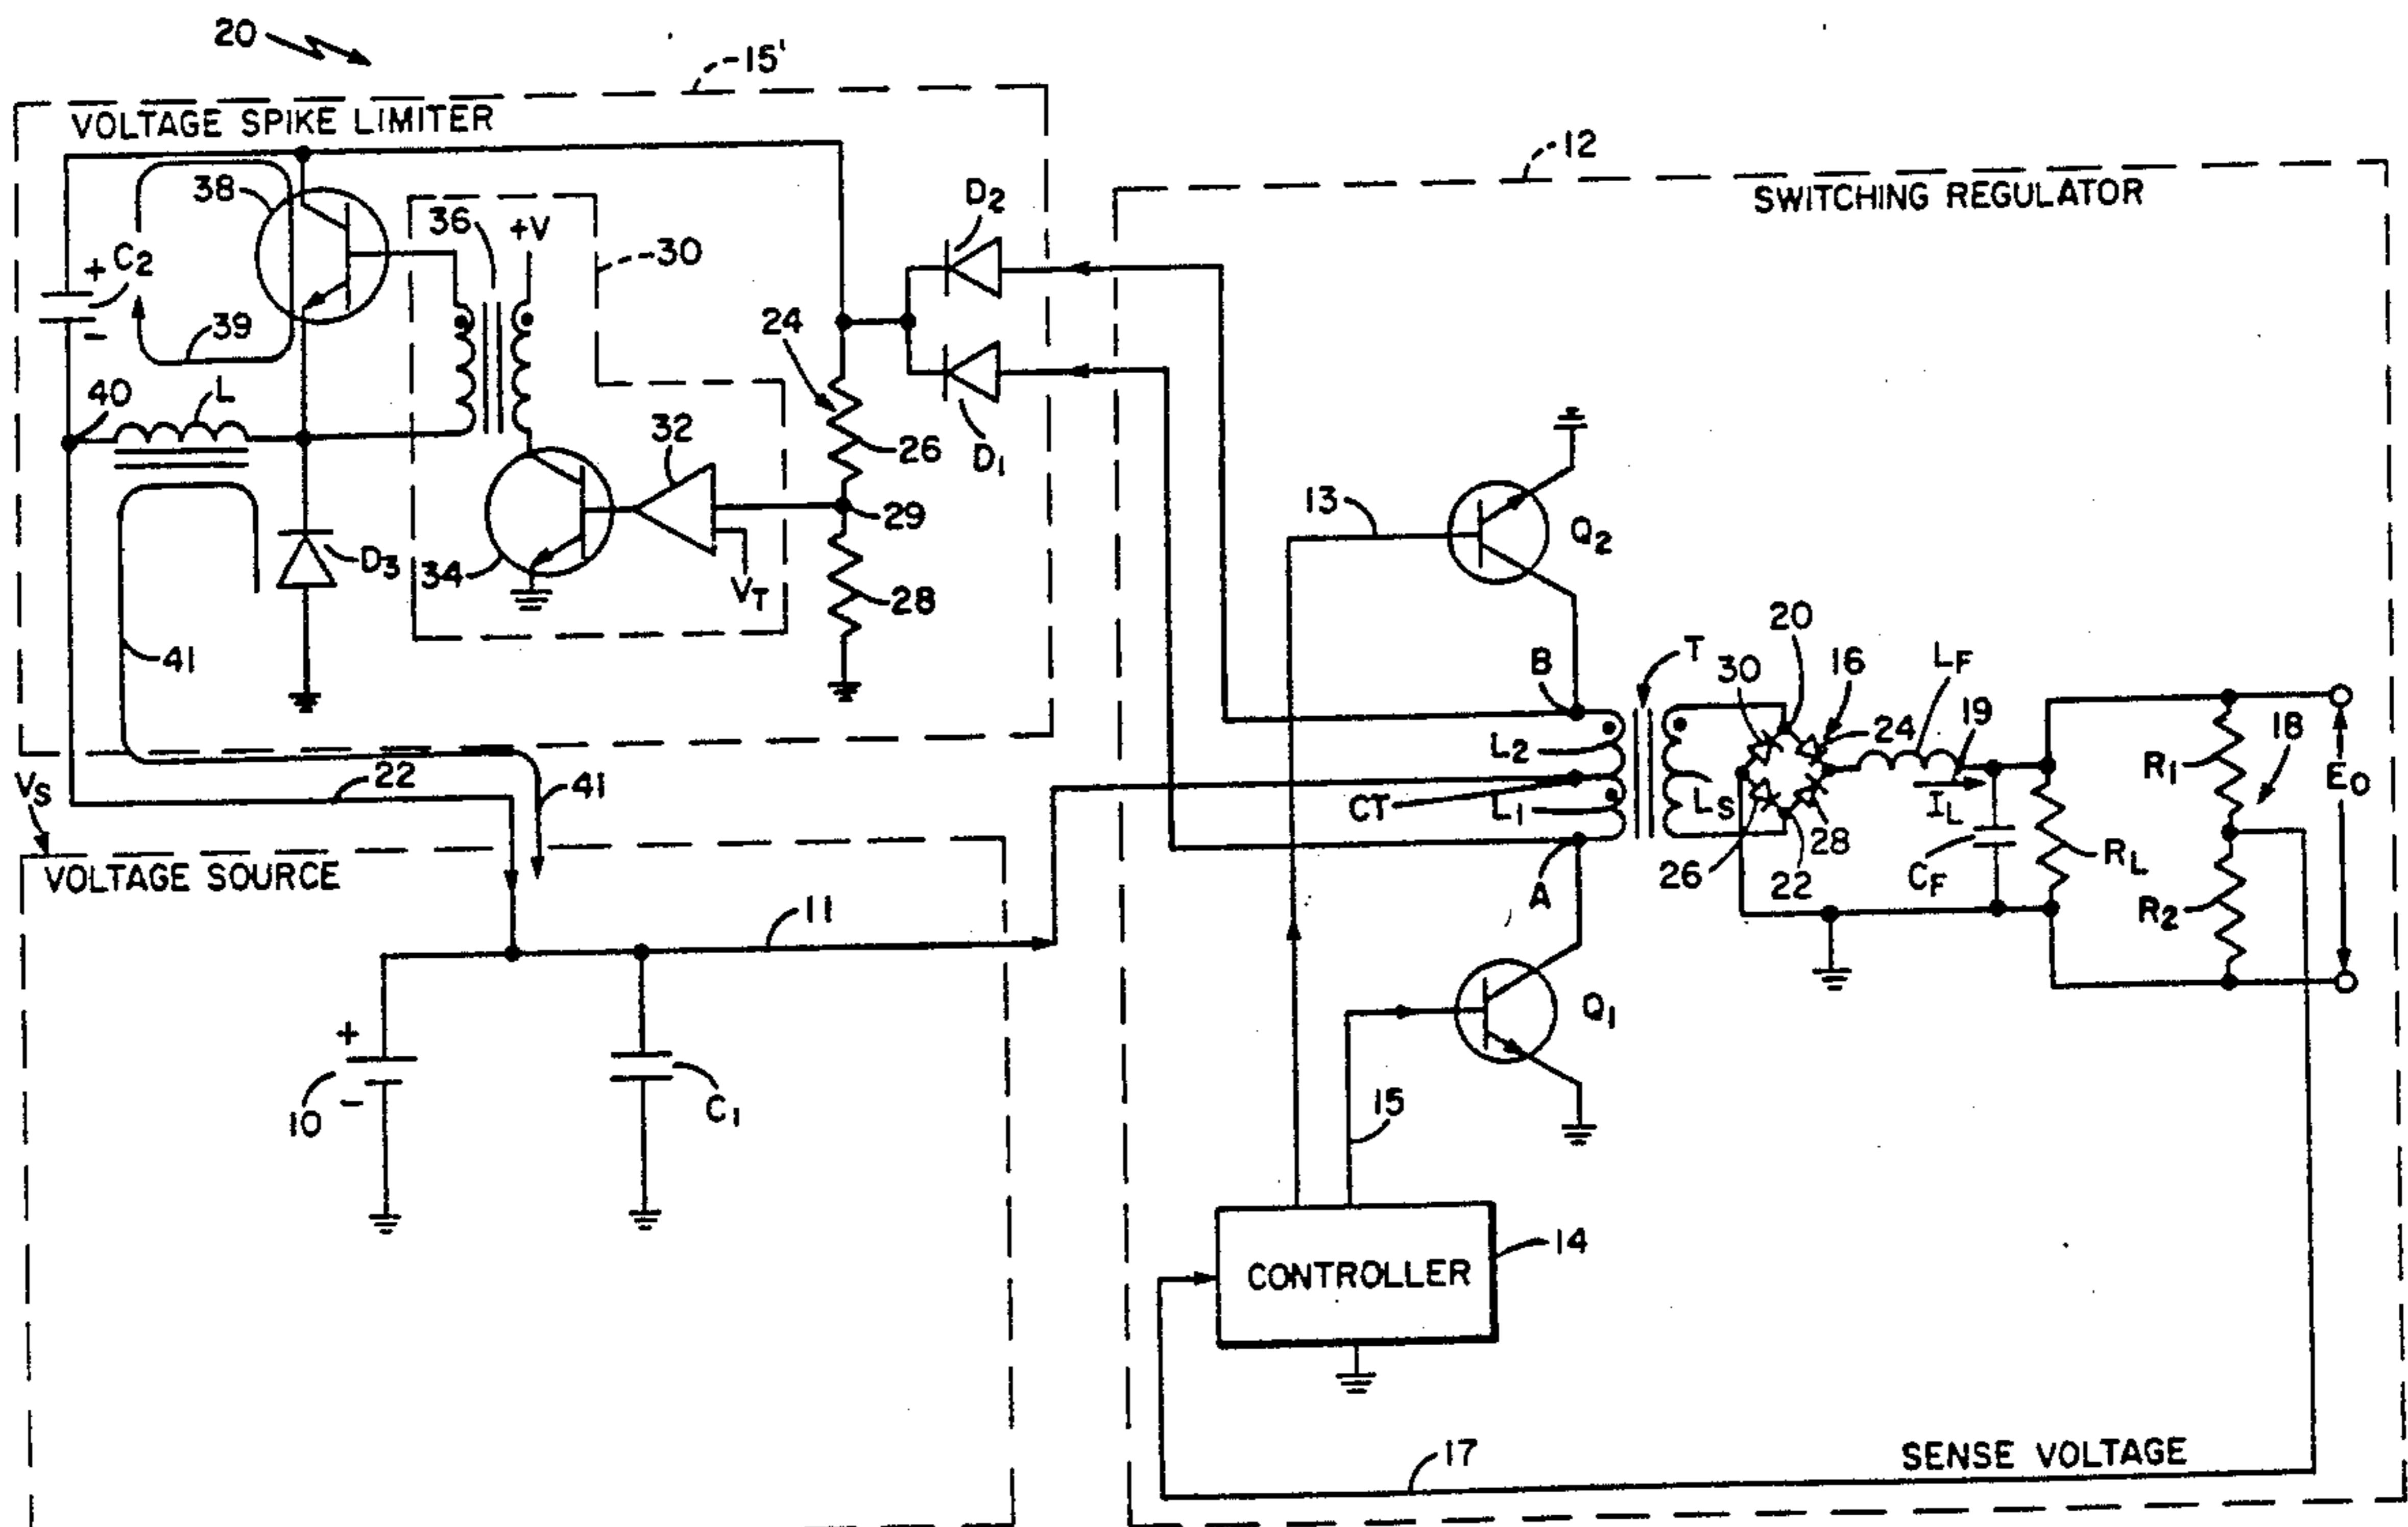 20
15'
VOLTAGE SPIKE LIMITER
12
SWITCHING REGULATOR
38
36
+V
30
D2
+
C2
-
39
24
D1
40
L
32
26
29
13
Q2
D3
34
VT
28
41
20
B
T
30
16
LF
19
24
18
L2
R1
E0
VS
22
41
CT
L1
LS
IL
28
26
22
CF
RL
A
R2
VOLTAGE SOURCE
11
Q1
+
10
-
C1
15
14
CONTROLLER
17
SENSE VOLTAGE